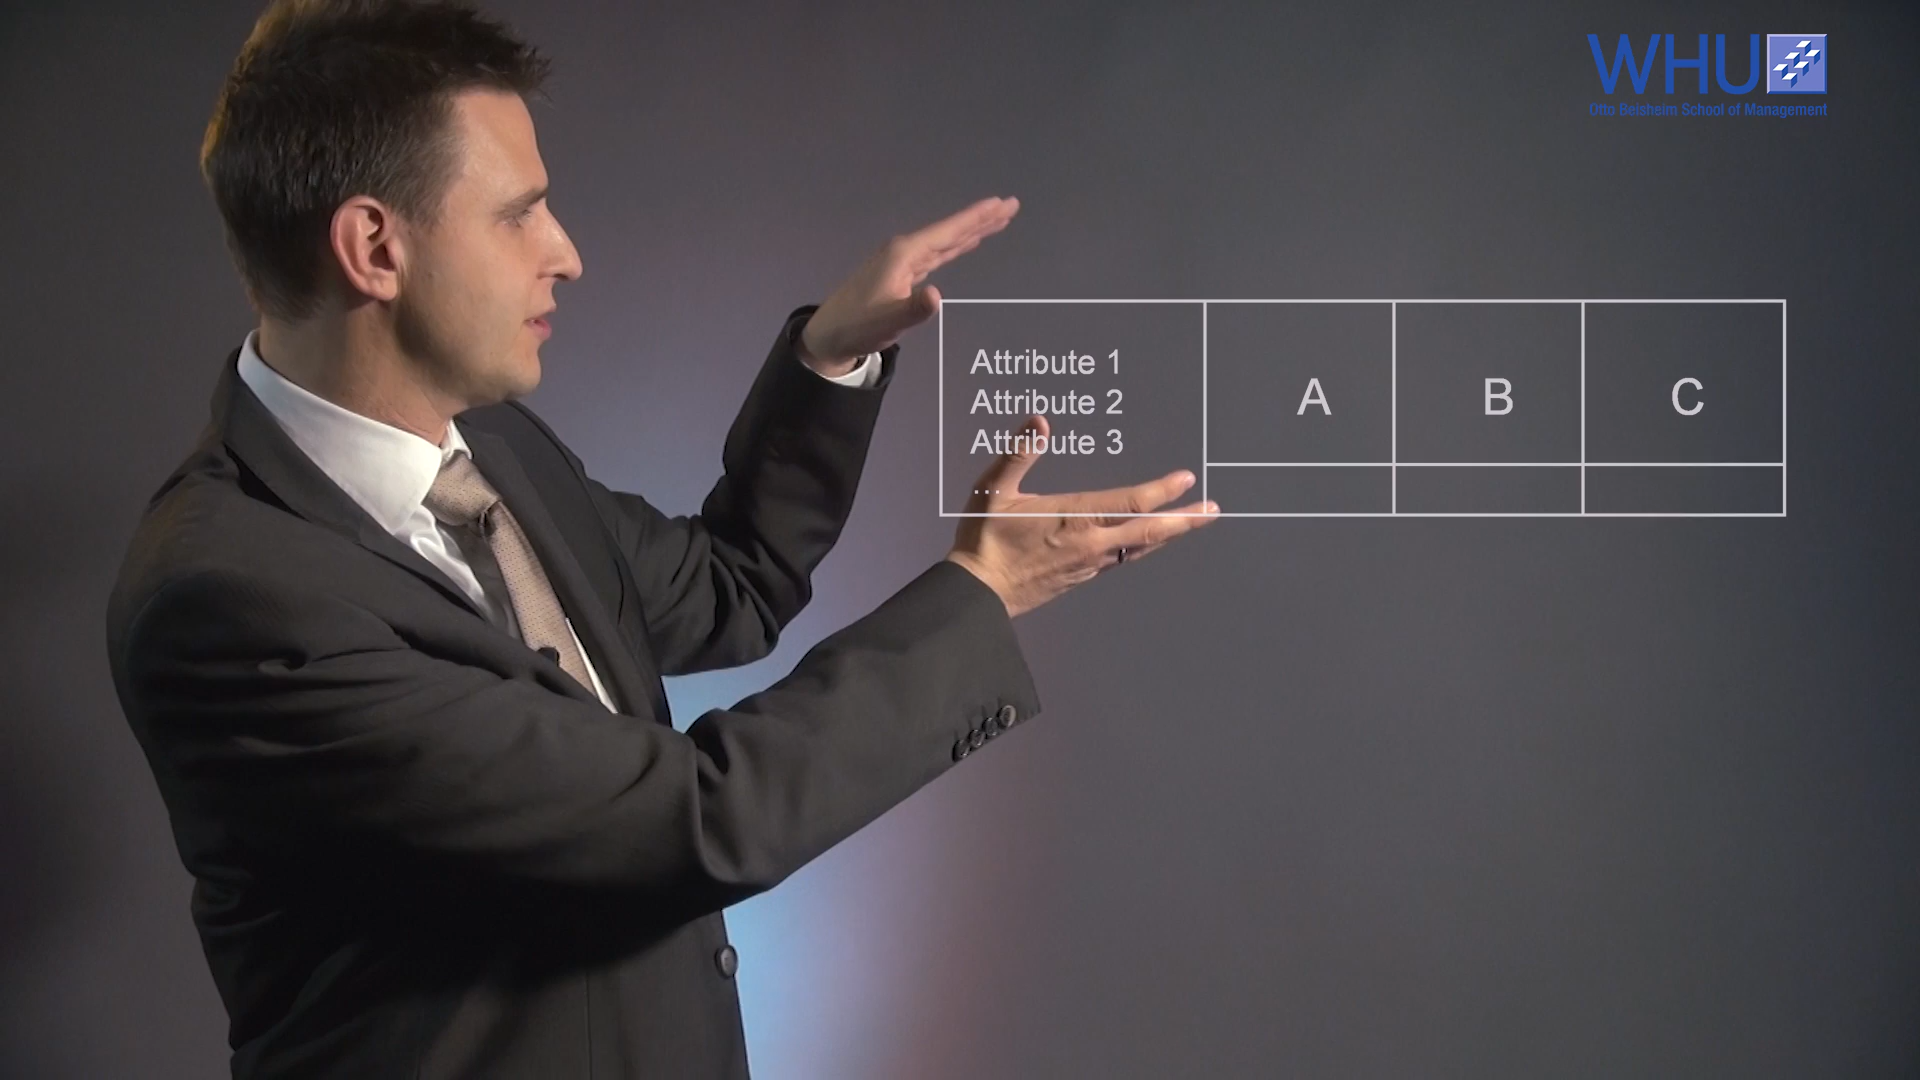 WHU
Otto Beisheim School of Management
Attribute 1
Attribute 2
Attribute 3
...
A
B
C